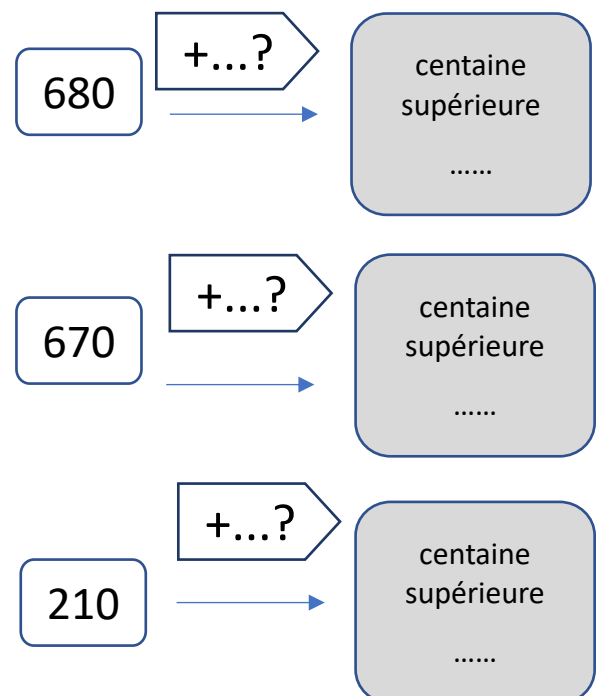 +...?
680
centaine
supérieure
......
+...?
670
centaine
supérieure
......
+...?
210
centaine
supérieure
......